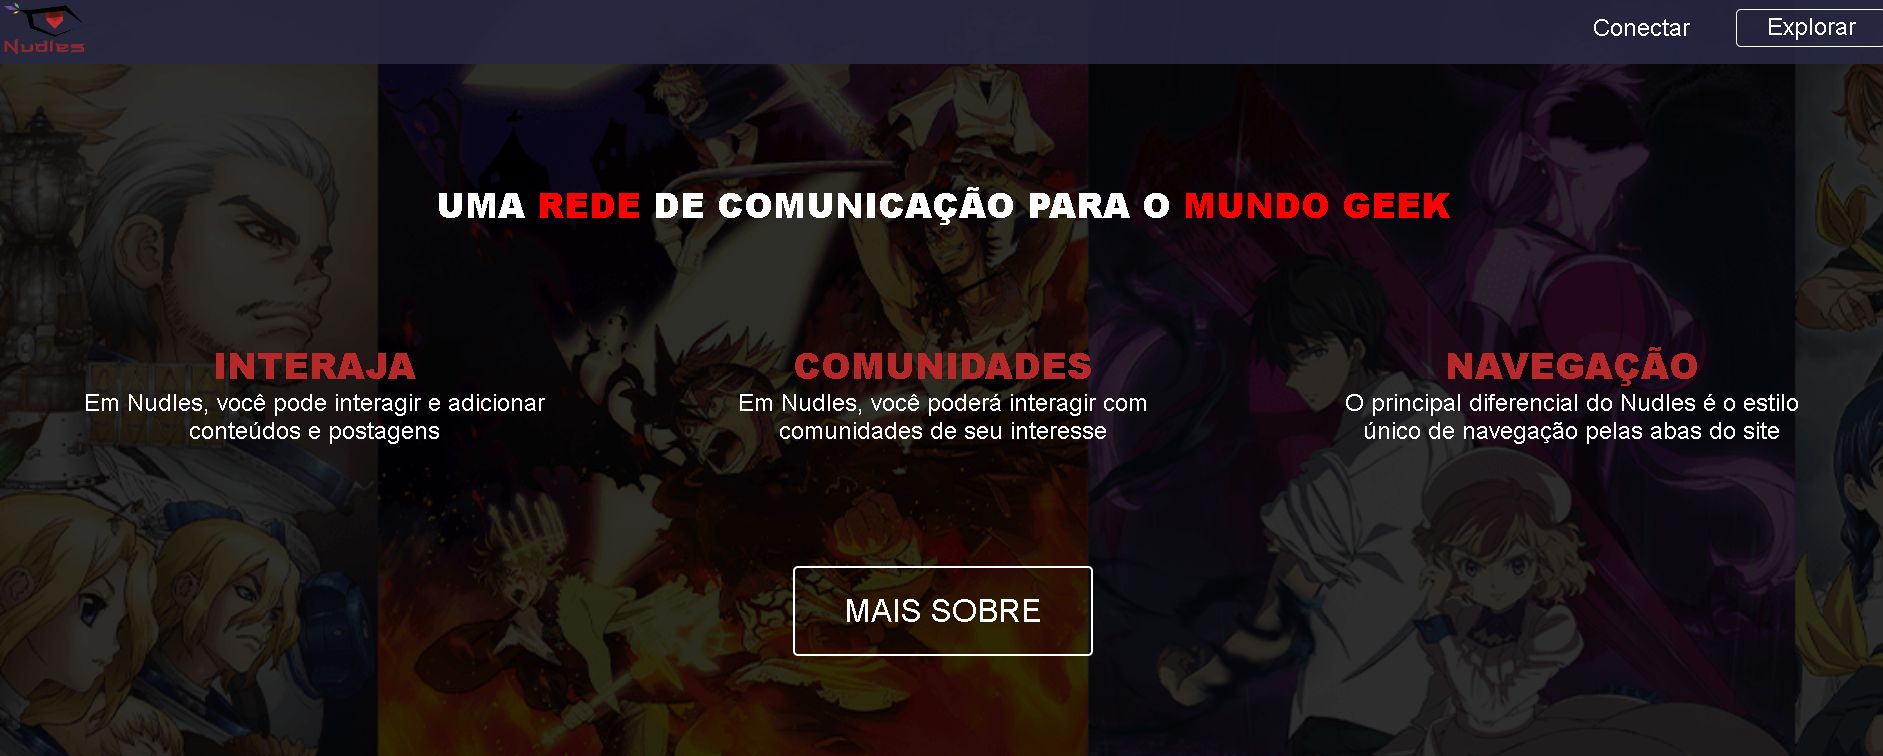 Nudles
Conectar
Explorar
UMA REDE DE COMUNICAÇÃO PARA O MUNDO GEEK
INTERAJA
Em Nudles, você pode interagir e adicionar
conteúdos e postagens
COMUNIDADES
Em Nudles, você poderá interagir com
comunidades de seu interesse
NAVEGAÇÃO
O principal diferencial do Nudles é o estilo
único de navegação pelas abas do site
MAIS SOBRE